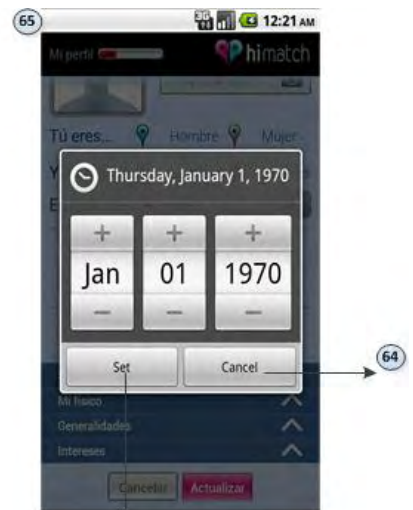 65
3G 12:21 AM
Mi perfil himatch
Tú eres... Hombre Mujer
Y
E
Thursday, January 1, 1970
+ + +
Jan 01 1970
- - -
Set Cancel
64
Mi físico
Generalidades
Intereses
Cancelar Actualizar